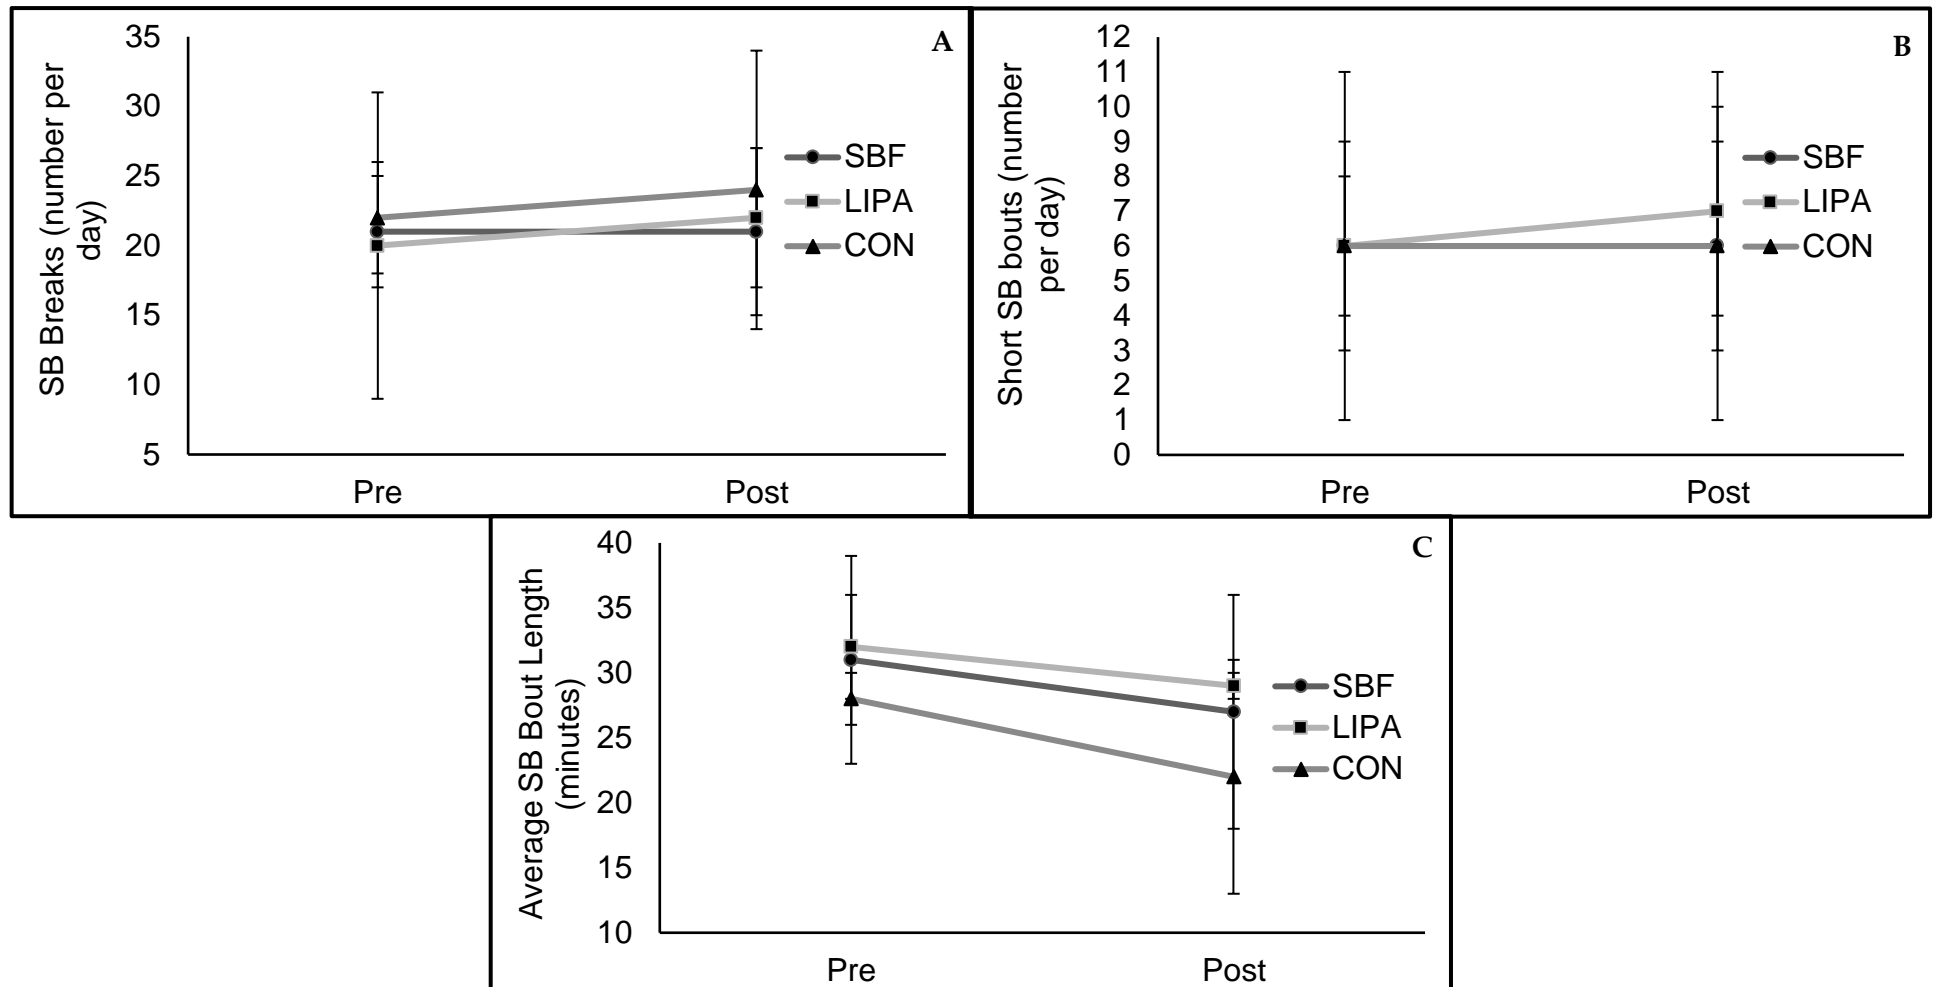 A
SB Breaks (number per
day)
35
30
25
20
15
10
5
Pre
Post
SBF
LIPA
CON
B
Short SB bouts (number
per day)
12
11
10
9
8
7
6
5
4
3
2
1
0
Pre
Post
SBF
LIPA
CON
C
Average SB Bout Length
(minutes)
40
35
30
25
20
15
10
Pre
Post
SBF
LIPA
CON